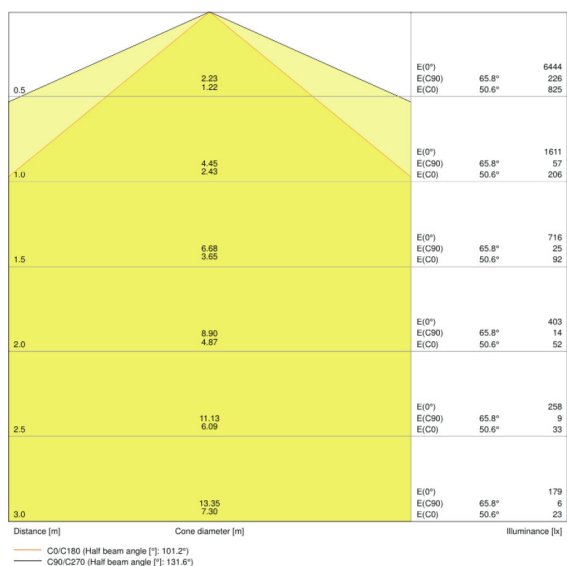 E(0°) 6444
2.23 E(C90) 65.8° 226
0.5 1.22 E(C0) 50.6° 825
E(0°) 1611
4.45 E(C90) 65.8° 57
1.0 2.43 E(C0) 50.6° 206
E(0°) 716
6.68 E(C90) 65.8° 25
1.5 3.65 E(C0) 50.6° 92
E(0°) 403
8.90 E(C90) 65.8° 14
2.0 4.87 E(C0) 50.6° 52
E(0°) 258
11.13 E(C90) 65.8° 9
2.5 6.09 E(C0) 50.6° 33
E(0°) 179
13.35 E(C90) 65.8° 6
3.0 7.30 E(C0) 50.6° 23
Distance [m] Cone diameter [m] Illuminance [lx]
C0/C180 (Half beam angle [°]: 101.2°)
C90/C270 (Half beam angle [°]: 131.6°)